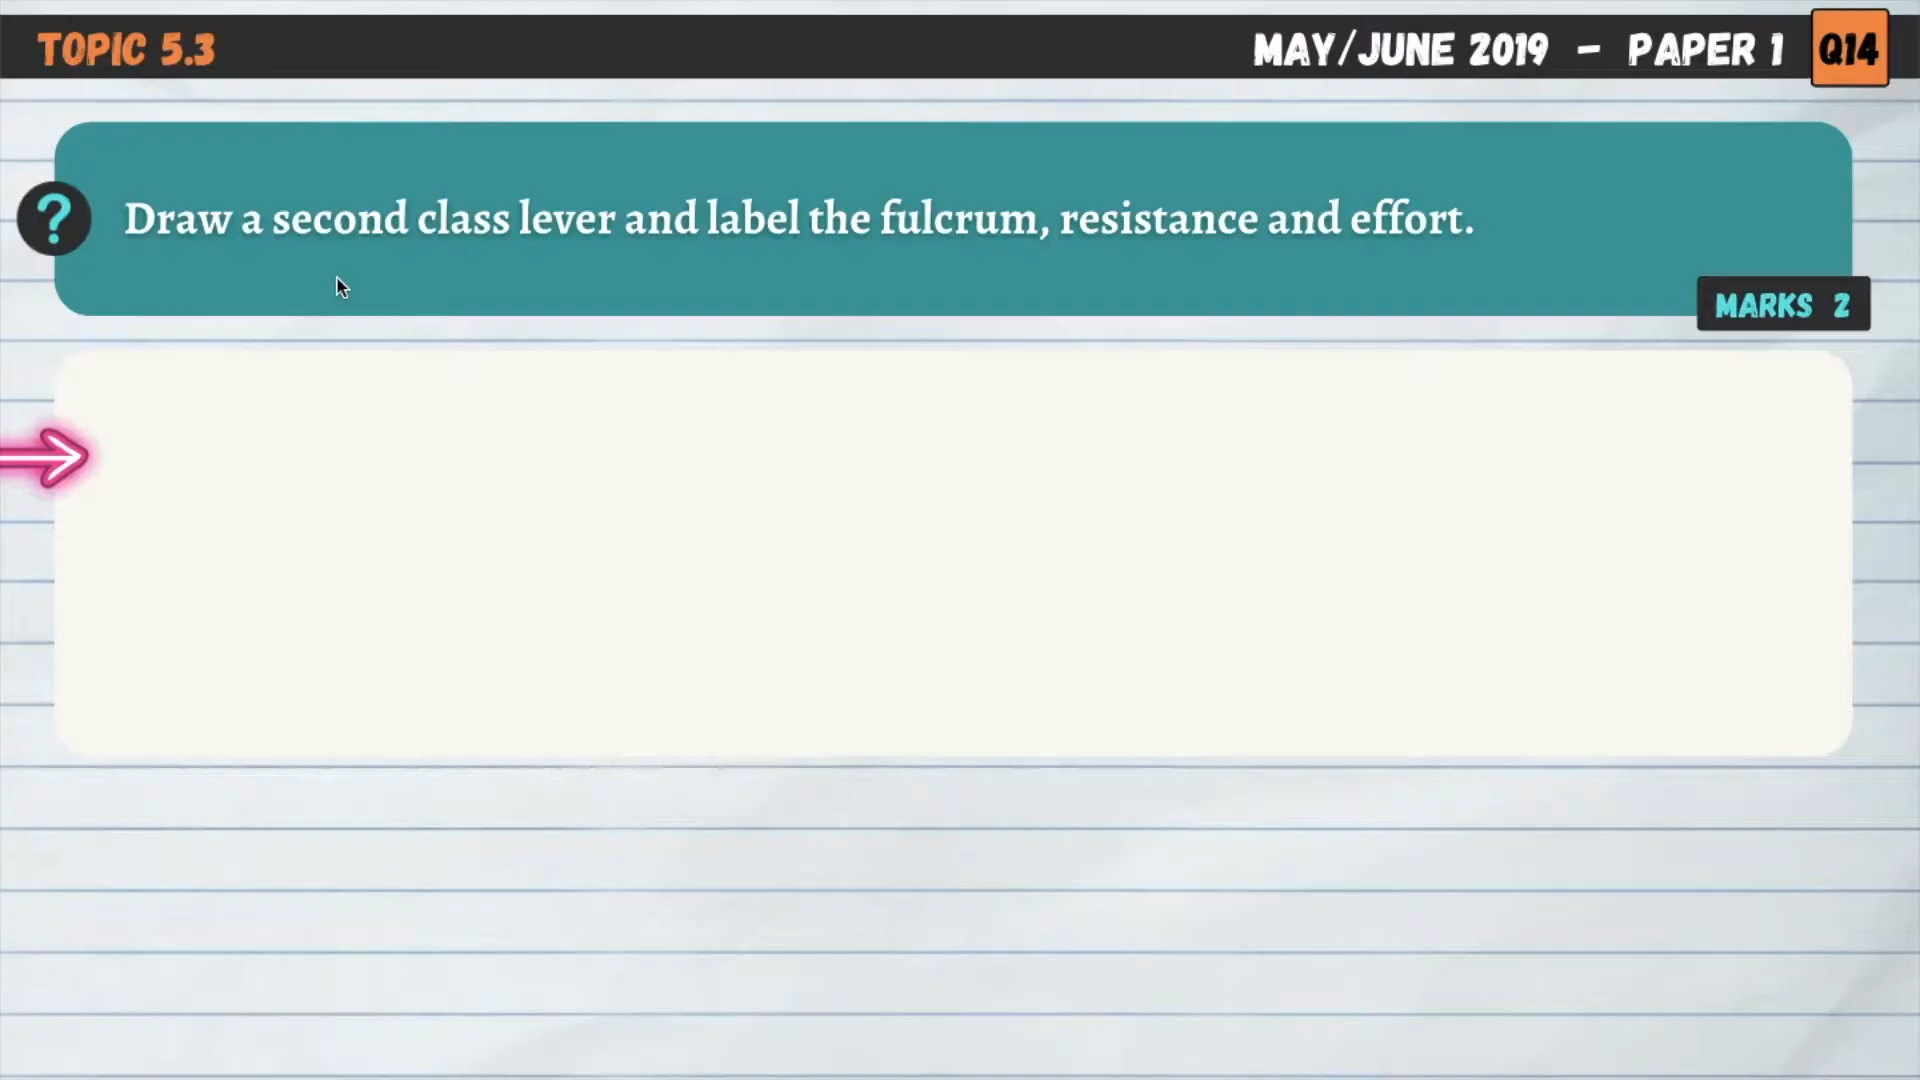 TOPIC 5.3
MAY/JUNE 2019 – PAPER 1 Q14
? Draw a second class lever and label the fulcrum, resistance and effort.
MARKS 2